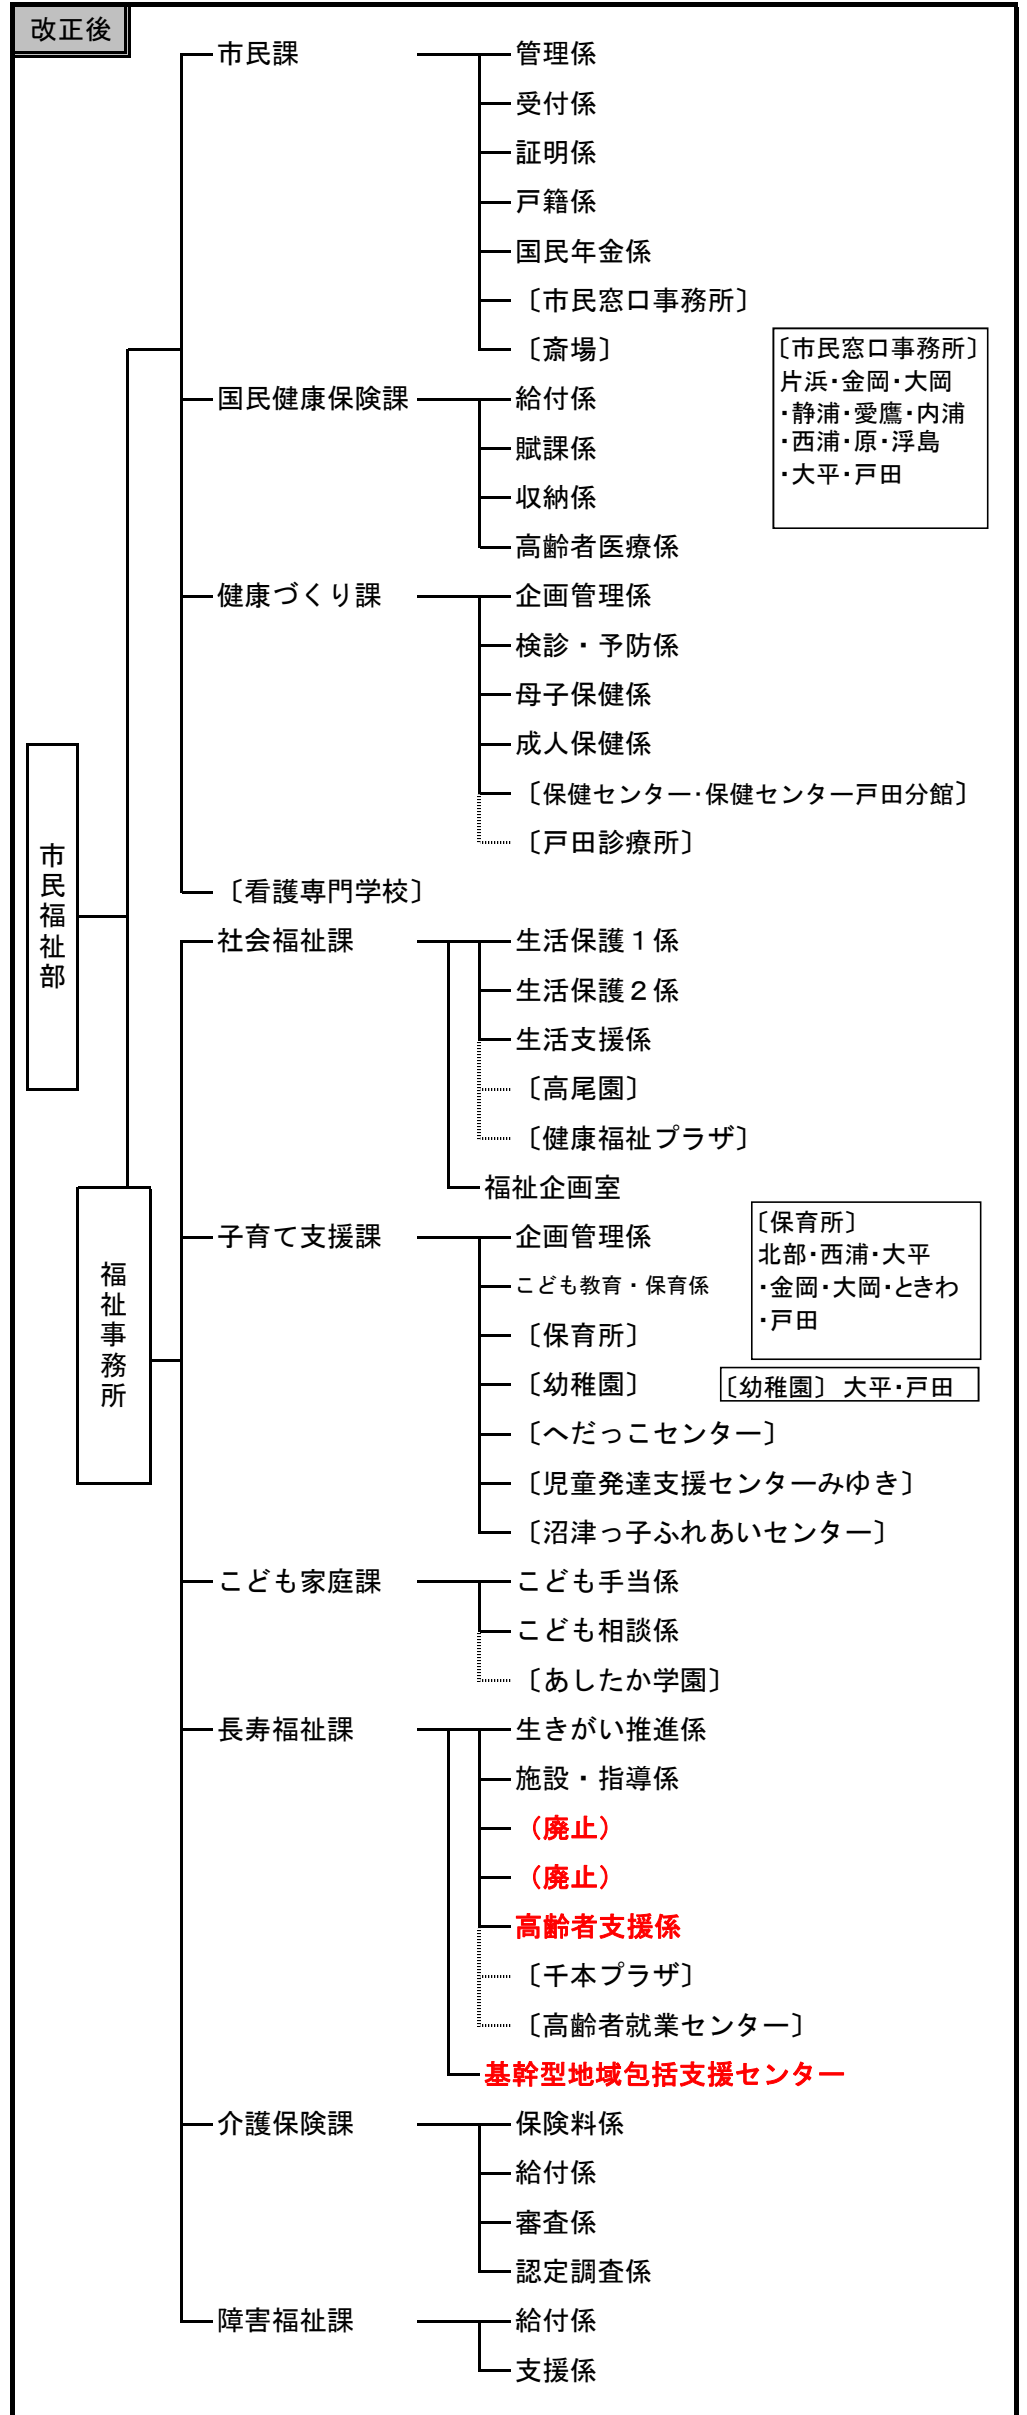 改正後
市民福祉部
福祉事務所
市民課
管理係
受付係
証明係
戸籍係
国民年金係
〔市民窓口事務所〕
〔斎場〕
〔市民窓口事務所〕
片浜・金岡・大岡
・静浦・愛鷹・内浦
・西浦・原・浮島
・大平・戸田
国民健康保険課
給付係
賦課係
収納係
高齢者医療係
健康づくり課
企画管理係
検診・予防係
母子保健係
成人保健係
〔保健センター・保健センター戸田分館〕
〔戸田診療所〕
〔看護専門学校〕
社会福祉課
生活保護1係
生活保護2係
生活支援係
〔高尾園〕
〔健康福祉プラザ〕
福祉企画室
子育て支援課
企画管理係
こども教育・保育係
〔保育所〕
〔幼稚園〕
〔へだっこセンター〕
〔児童発達支援センターみゆき〕
〔沼津っ子ふれあいセンター〕
〔保育所〕
北部・西浦・大平
・金岡・大岡・ときわ
・戸田
〔幼稚園〕 大平・戸田
こども家庭課
こども手当係
こども相談係
〔あしたか学園〕
長寿福祉課
生きがい推進係
施設・指導係
（廃止）
（廃止）
高齢者支援係
〔千本プラザ〕
〔高齢者就業センター〕
基幹型地域包括支援センター
介護保険課
保険料係
給付係
審査係
認定調査係
障害福祉課
給付係
支援係